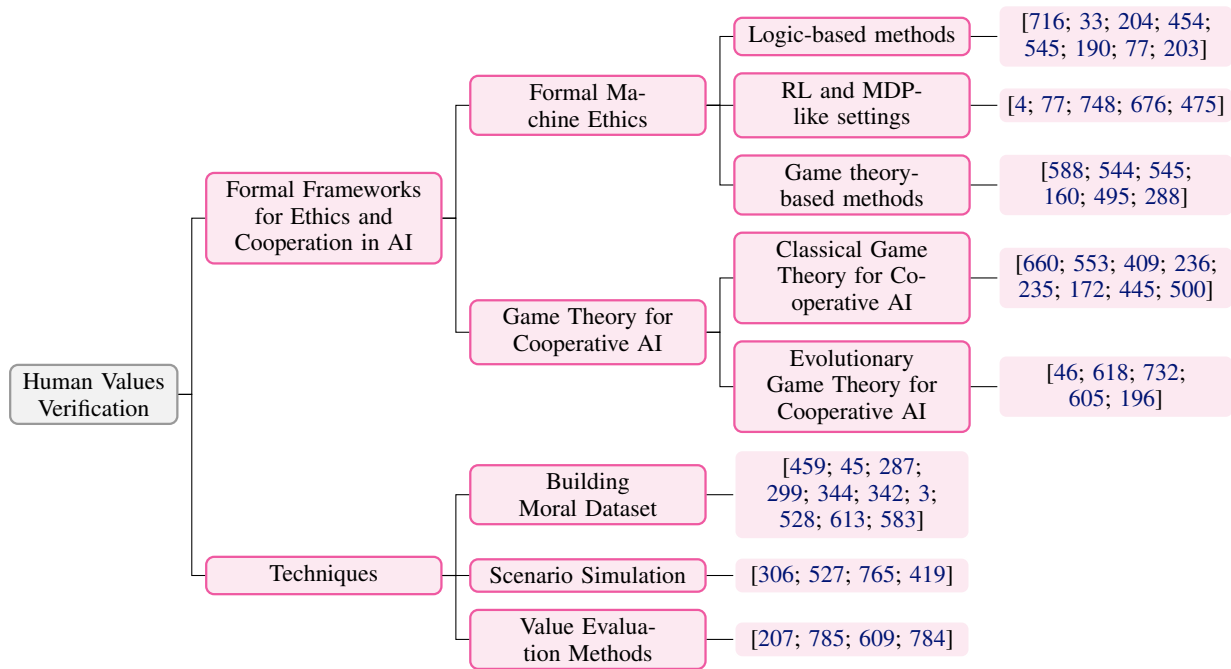 Logic-based methods
[716; 33; 204; 454;
545; 190; 77; 203]
Formal Ma-
chine Ethics
RL and MDP-
like settings
[4; 77; 748; 676; 475]
Game theory-
based methods
[588; 544; 545;
160; 495; 288]
Formal Frameworks
for Ethics and
Cooperation in AI
Classical Game
Theory for Co-
operative AI
[660; 553; 409; 236;
235; 172; 445; 500]
Game Theory for
Cooperative AI
Evolutionary
Game Theory for
Cooperative AI
[46; 618; 732;
605; 196]
Human Values
Verification
Building
Moral Dataset
[459; 45; 287;
299; 344; 342; 3;
528; 613; 583]
Techniques
Scenario Simulation
[306; 527; 765; 419]
Value Evalua-
tion Methods
[207; 785; 609; 784]